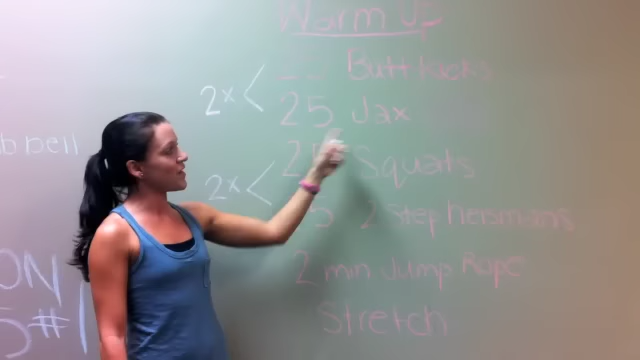 Warm Up
2x < Butt kicks
25 Jax
Squats
2x < 2 Step heismans
2 min Jump Rope
Stretch
bbell
ON
5#